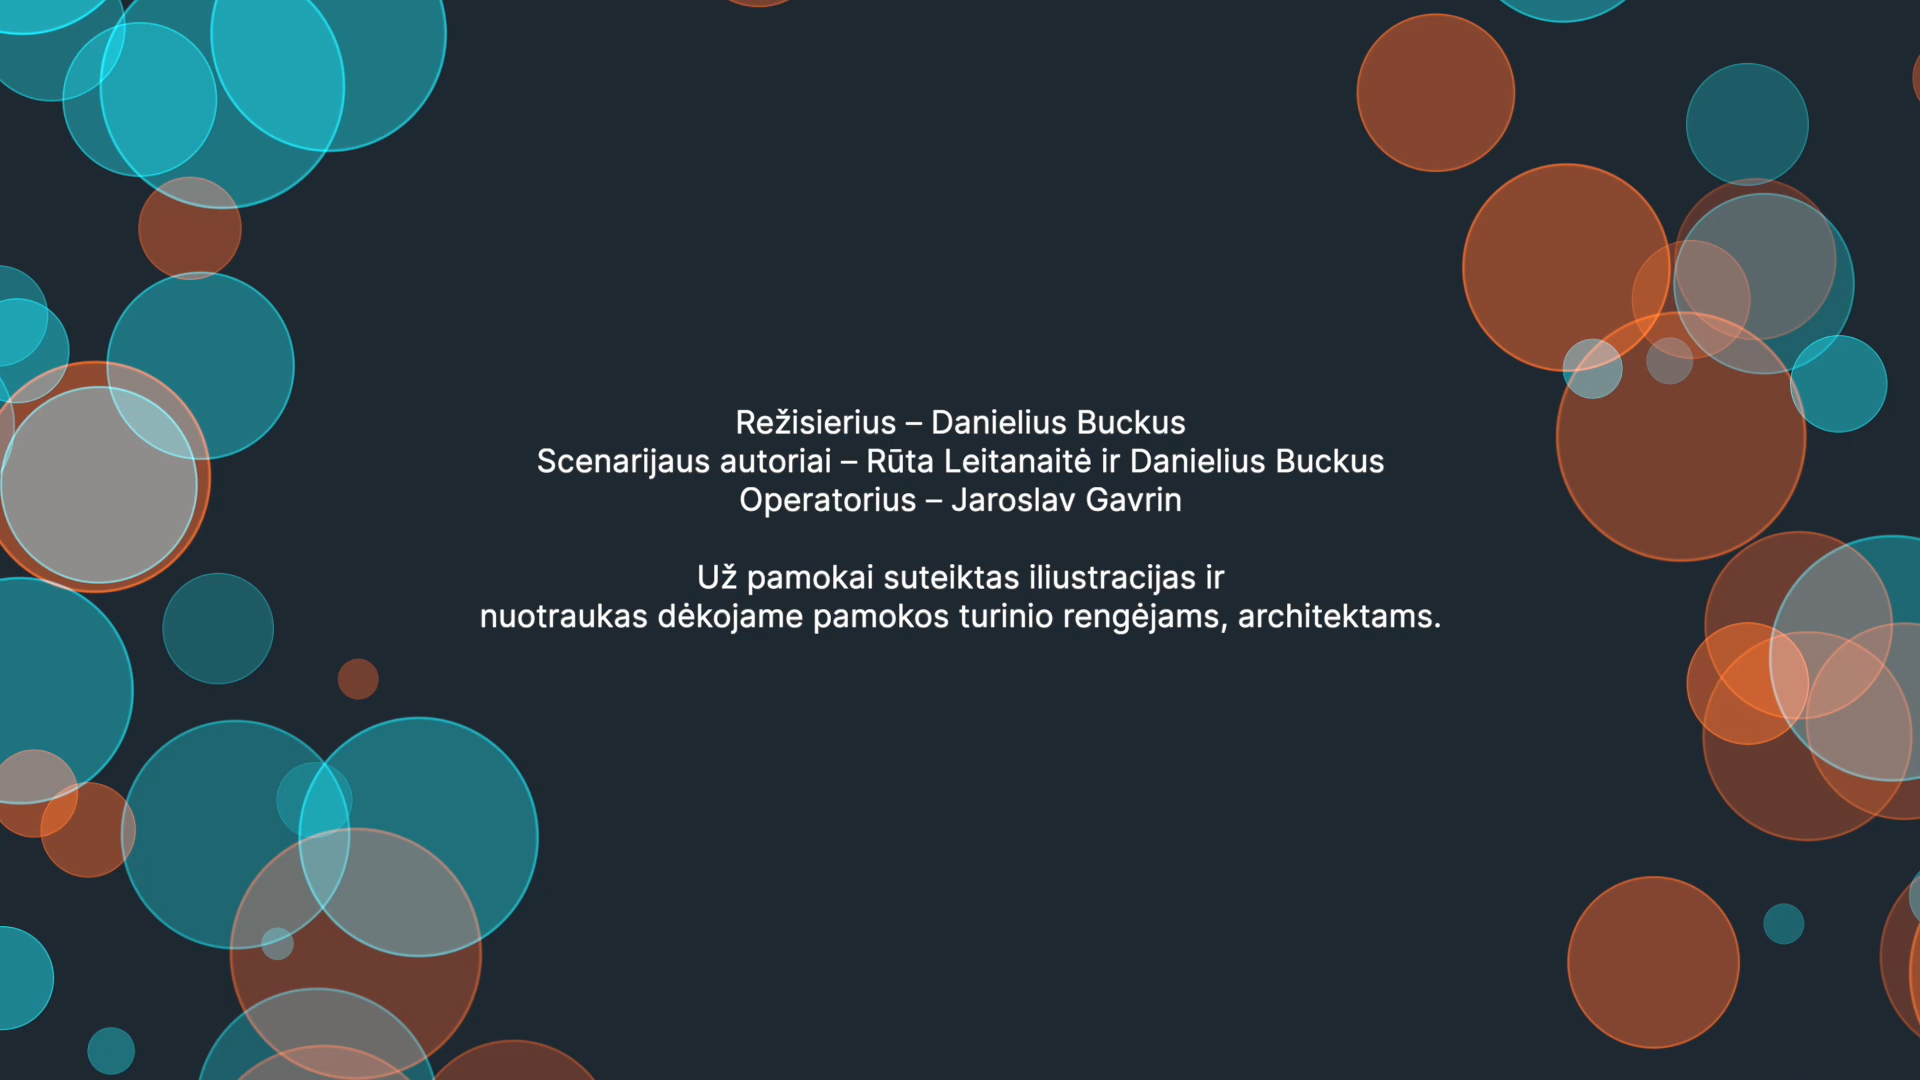 Režisierius – Danielius Buckus
Scenarijaus autoriai – Rūta Leitanaitė ir Danielius Buckus
Operatorius – Jaroslav Gavrin
Už pamokai suteiktas iliustracijas ir
nuotraukas dėkojame pamokos turinio rengėjams, architektams.